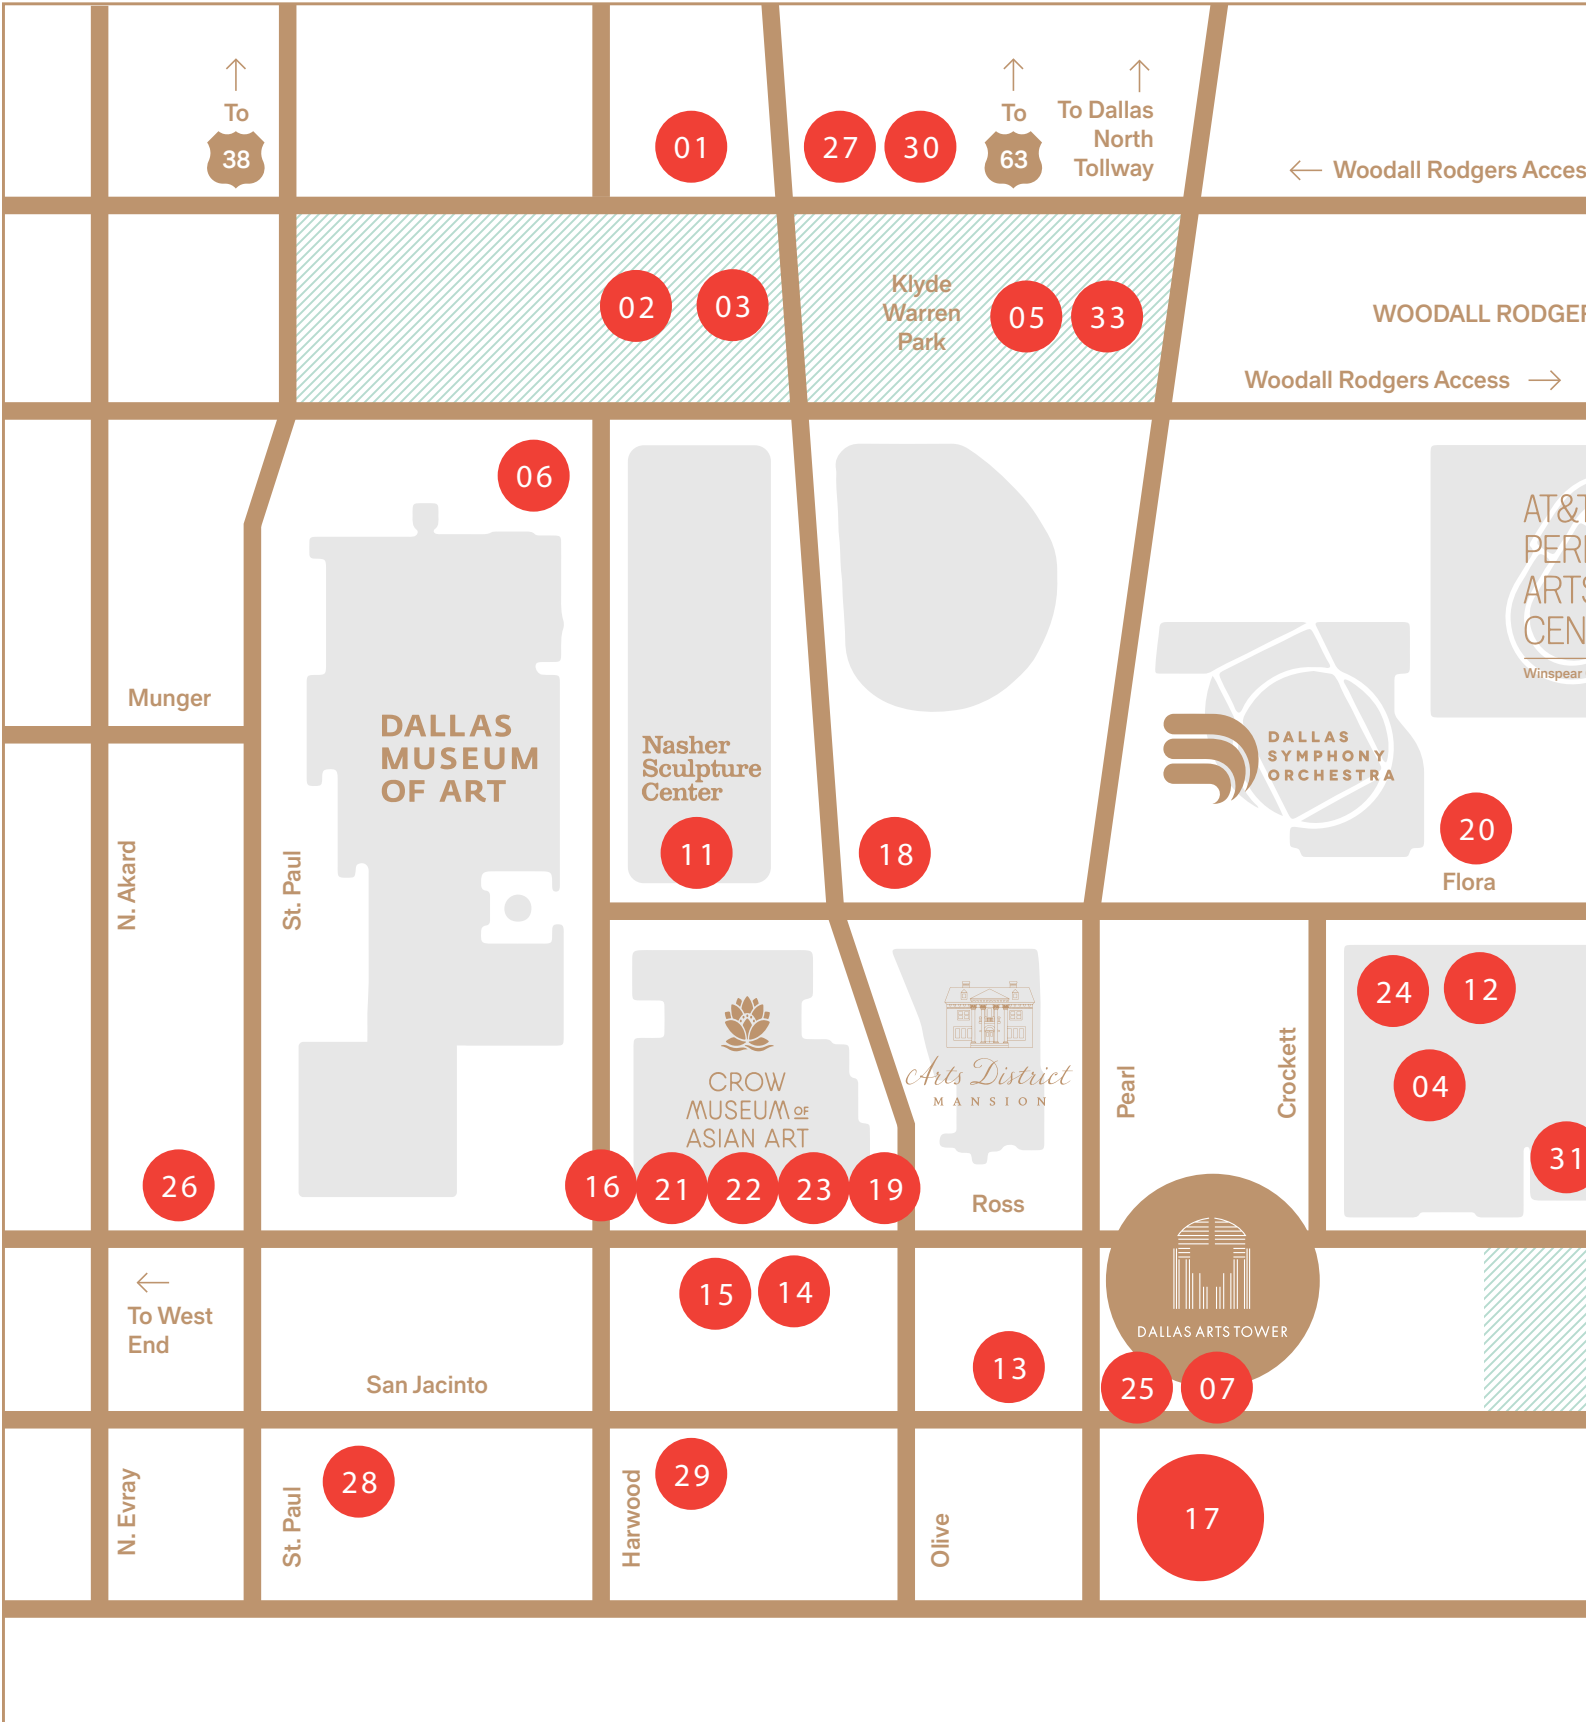 To
38
01
27
30
To
63
To Dallas
North
Tollway
Woodall Rodgers Acces
02
03
Klyde
Warren
Park
05
33
WOODALL RODGER
Woodall Rodgers Access
06
AT&T
PER
ARTS
CEN
Winspear
Munger
DALLAS
MUSEUM
OF ART
Nasher
Sculpture
Center
DALLAS
SYMPHONY
ORCHESTRA
11
18
20
Flora
N. Akard
St. Paul
24
12
04
31
CROW
MUSEUM OF
ASIAN ART
Arts District
MANSION
Pearl
Crockett
26
16
21
22
23
19
Ross
To West
End
15
14
DALLAS ARTS TOWER
13
25
07
San Jacinto
N. Evray
St. Paul
28
Harwood
29
Olive
17